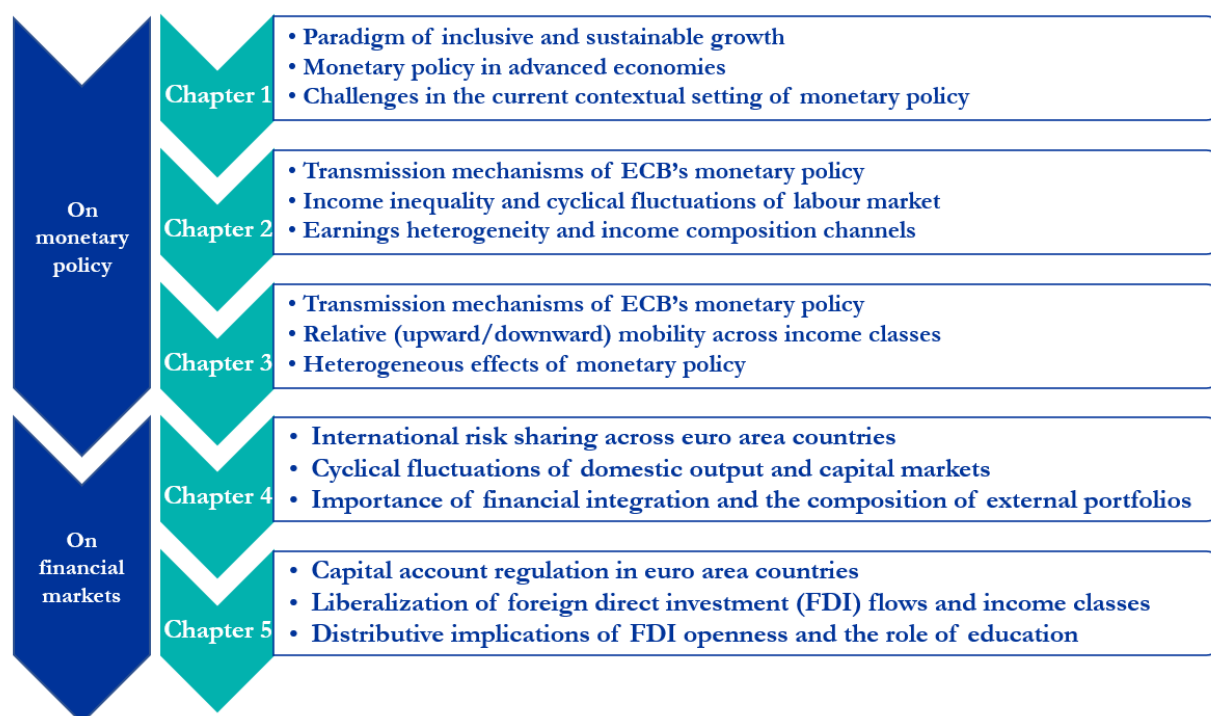 On
monetary
policy
Chapter 1
• Paradigm of inclusive and sustainable growth
• Monetary policy in advanced economies
• Challenges in the current contextual setting of monetary policy
Chapter 2
• Transmission mechanisms of ECB's monetary policy
• Income inequality and cyclical fluctuations of labour market
• Earnings heterogeneity and income composition channels
Chapter 3
• Transmission mechanisms of ECB's monetary policy
• Relative (upward/downward) mobility across income classes
• Heterogeneous effects of monetary policy
On
financial
markets
Chapter 4
• International risk sharing across euro area countries
• Cyclical fluctuations of domestic output and capital markets
• Importance of financial integration and the composition of external portfolios
Chapter 5
• Capital account regulation in euro area countries
• Liberalization of foreign direct investment (FDI) flows and income classes
• Distributive implications of FDI openness and the role of education